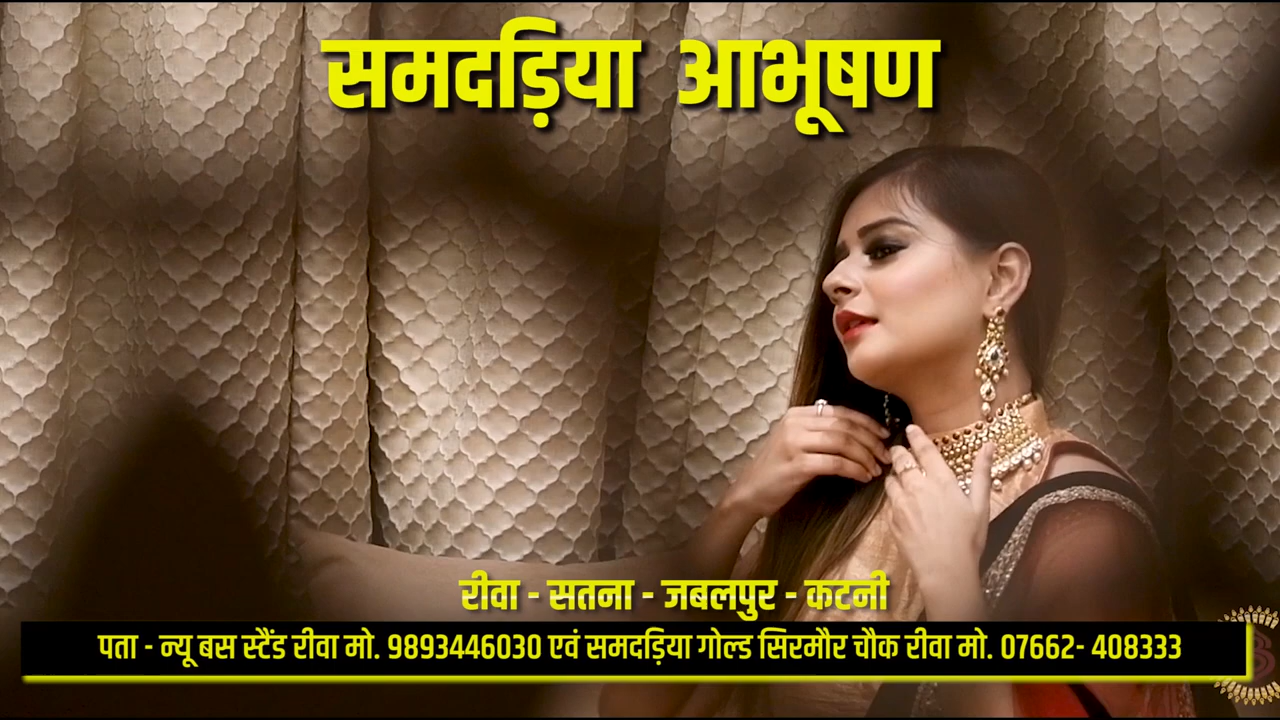 समदड़िया आभूषण
रीवा - सतना - जबलपुर - कटनी
पता - न्यू बस स्टैंड रीवा मो. 9893446030 एवं समदड़िया गोल्ड सिरमौर चौक रीवा मो. 07662- 408333